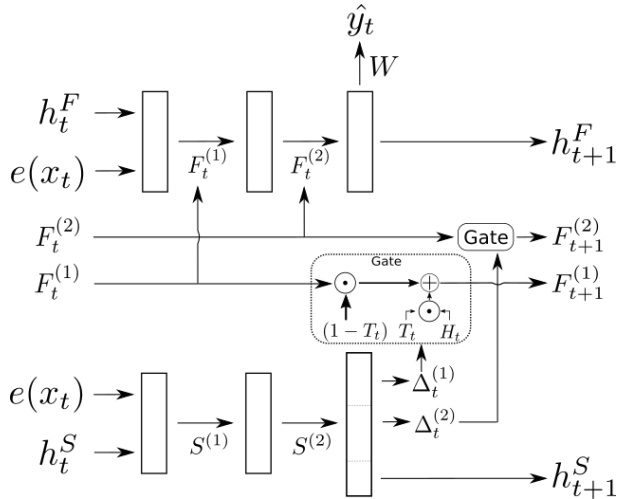 ŷ_t
W
h_t^F
e(x_t)
F_t^{(1)}
F_t^{(2)}
h_{t+1}^F
F_t^{(2)}
Gate
F_{t+1}^{(2)}
F_t^{(1)}
Gate
F_{t+1}^{(1)}
(1 − T_t)
T_t
H_t
e(x_t)
h_t^S
S^{(1)}
S^{(2)}
Δ_t^{(1)}
Δ_t^{(2)}
h_{t+1}^S